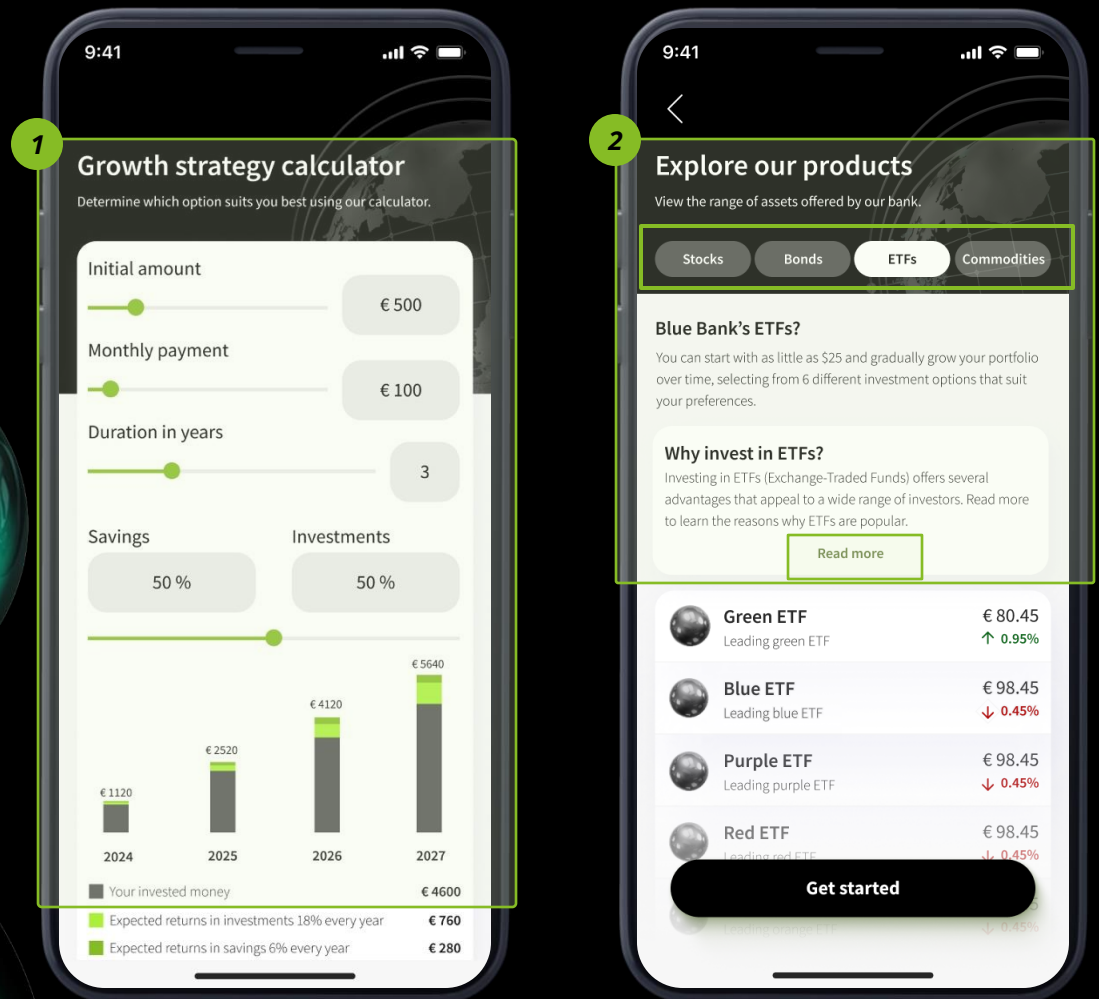 9:41
1
Growth strategy calculator
Determine which option suits you best using our calculator.
Initial amount
€ 500
Monthly payment
€ 100
Duration in years
3
Savings
Investments
50 %
50 %
€ 1120
€ 2520
€ 4120
€ 5640
2024
2025
2026
2027
Your invested money
€ 4600
Expected returns in investments 18% every year
€ 760
Expected returns in savings 6% every year
€ 280
9:41
2
Explore our products
View the range of assets offered by our bank.
Stocks
Bonds
ETFs
Commodities
Blue Bank’s ETFs?
You can start with as little as $25 and gradually grow your portfolio
over time, selecting from 6 different investment options that suit
your preferences.
Why invest in ETFs?
Investing in ETFs (Exchange-Traded Funds) offers several
advantages that appeal to a wide range of investors. Read more
to learn the reasons why ETFs are popular.
Read more
Green ETF
€ 80.45
Leading green ETF
0.95%
Blue ETF
€ 98.45
Leading blue ETF
0.45%
Purple ETF
€ 98.45
Leading purple ETF
0.45%
Red ETF
€ 98.45
Leading red ETF
0.45%
Get started
0.45%